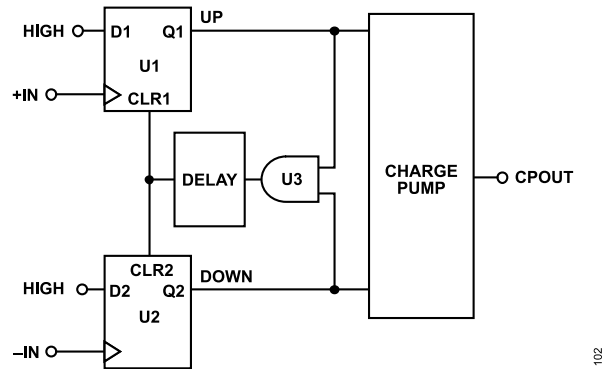 UP
HIGH
D1 Q1
U1
+IN
CLR1
DELAY
U3
CHARGE
PUMP
CPOUT
CLR2
DOWN
HIGH
D2 Q2
U2
–IN
102